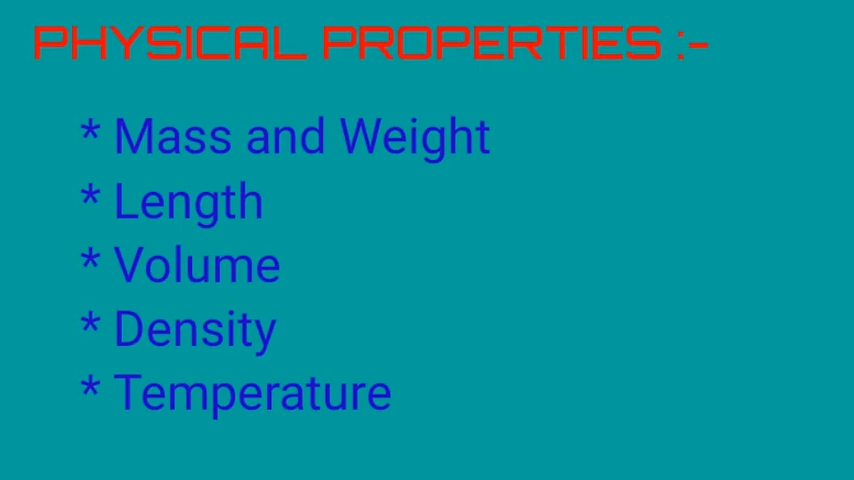 PHYSICAL PROPERTIES :-
* Mass and Weight
* Length
* Volume
* Density
* Temperature